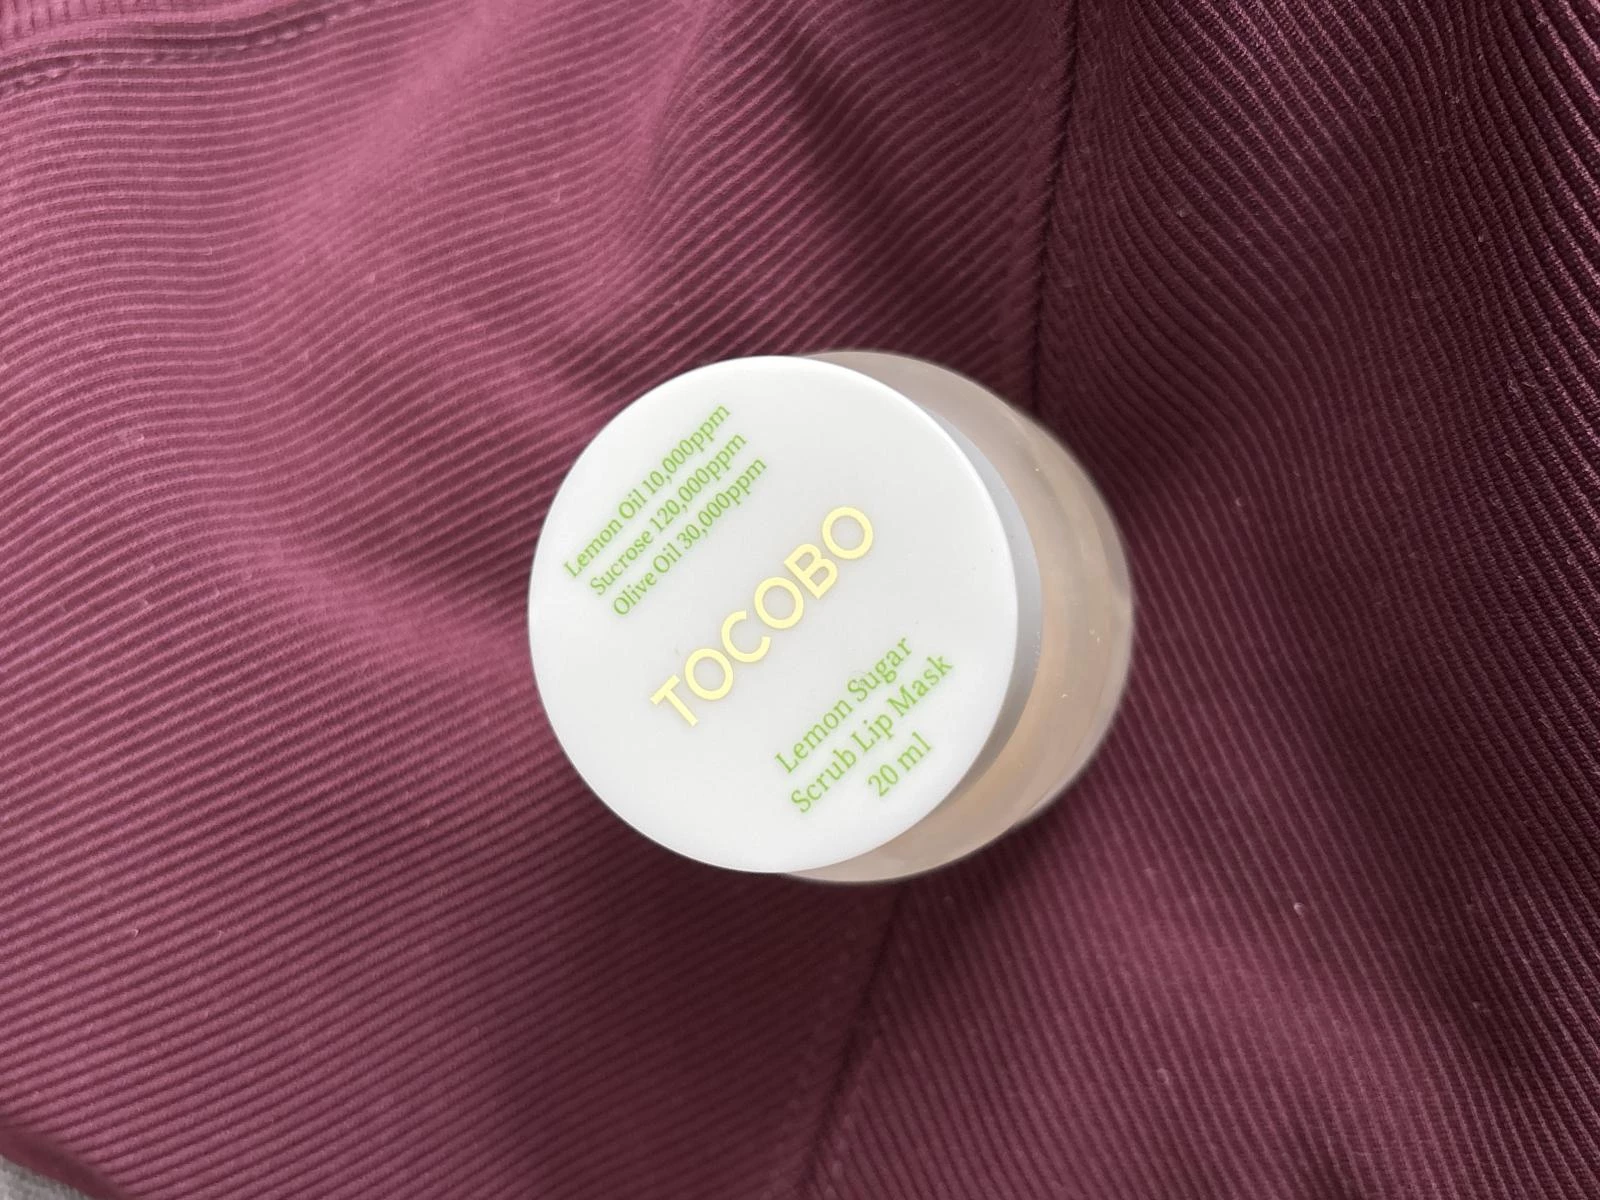 Lemon Oil 10,000ppm
Sucrose 120,000ppm
Olive Oil 30,000ppm
TOCOBO
Lemon Sugar
Scrub Lip Mask
20 ml